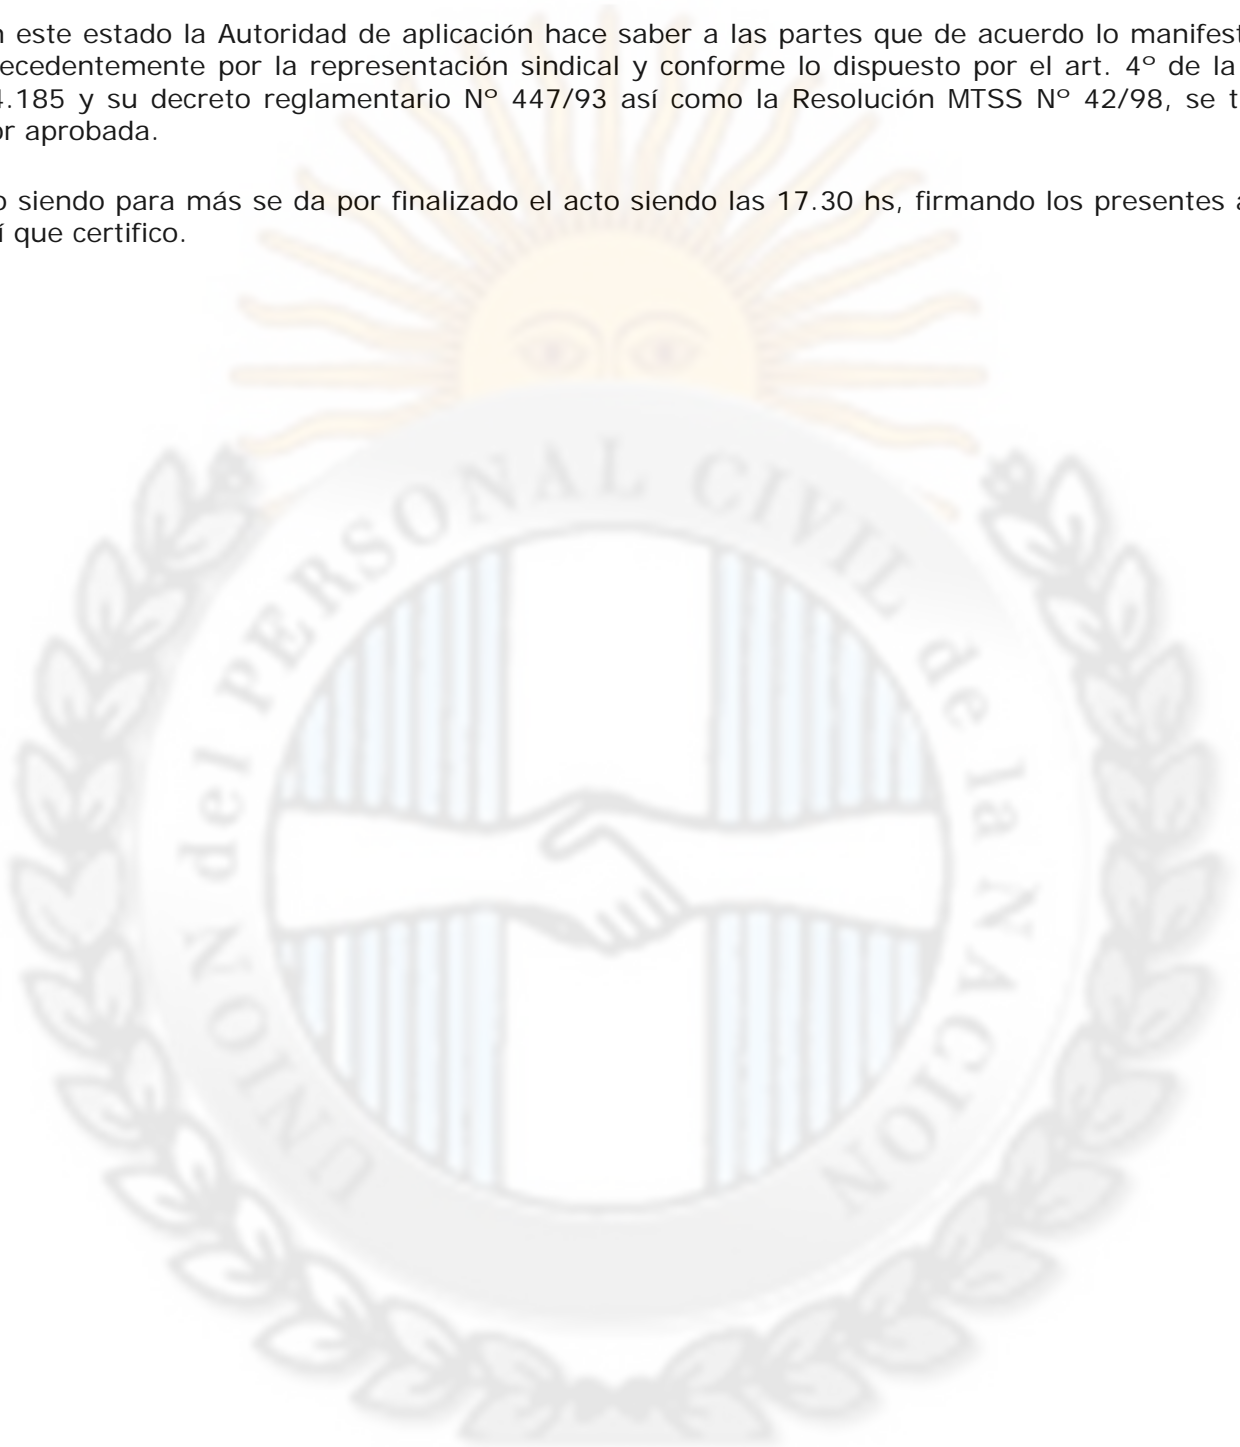 n este estado la Autoridad de aplicación hace saber a las partes que de acuerdo lo manifest
ecedentemente por la representación sindical y conforme lo dispuesto por el art. 4º de la
4.185 y su decreto reglamentario Nº 447/93 así como la Resolución MTSS Nº 42/98, se t
or aprobada.
o siendo para más se da por finalizado el acto siendo las 17.30 hs, firmando los presentes a
í que certifico.
UNION del PERSONAL CIVIL de la NACION